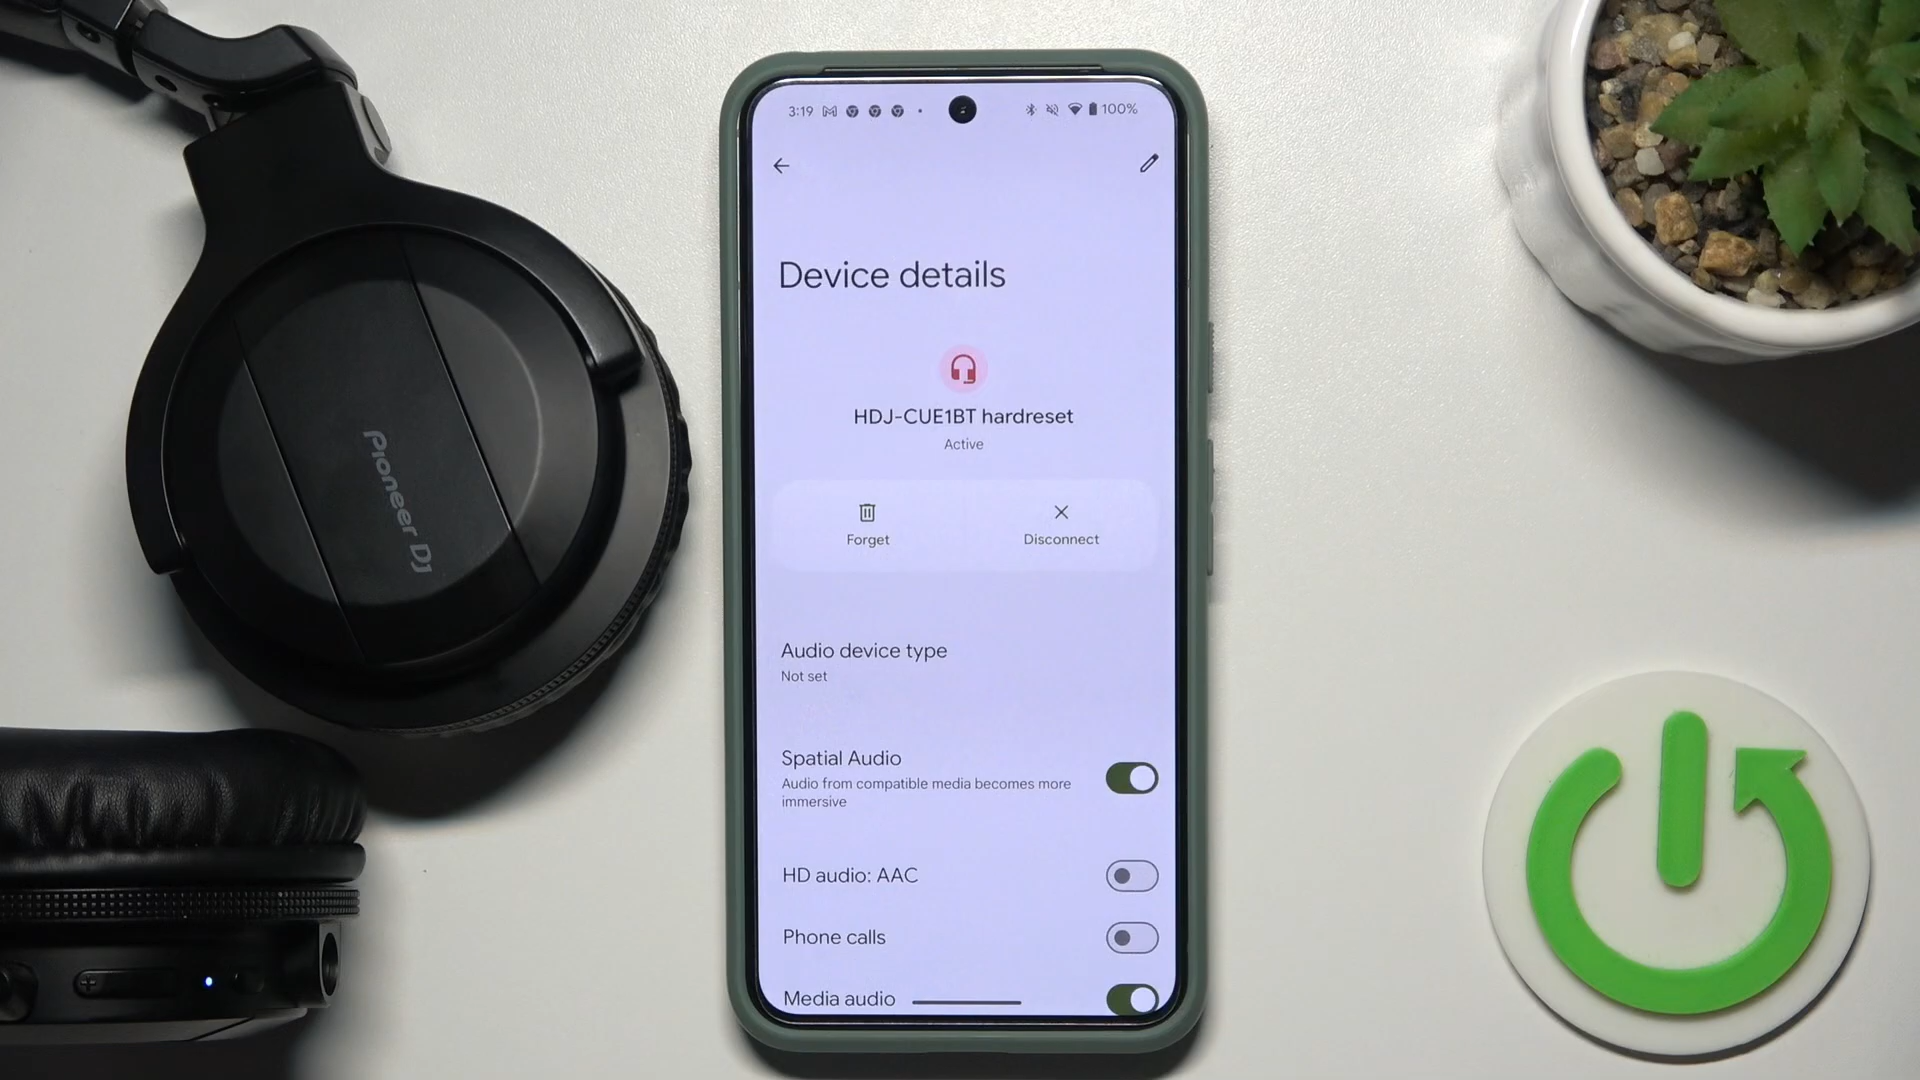 3:19
100%
Device details
HDJ-CUE1BT hardreset
Active
Forget
Disconnect
Audio device type
Not set
Spatial Audio
Audio from compatible media becomes more
immersive
HD audio: AAC
Phone calls
Media audio
Pioneer DJ